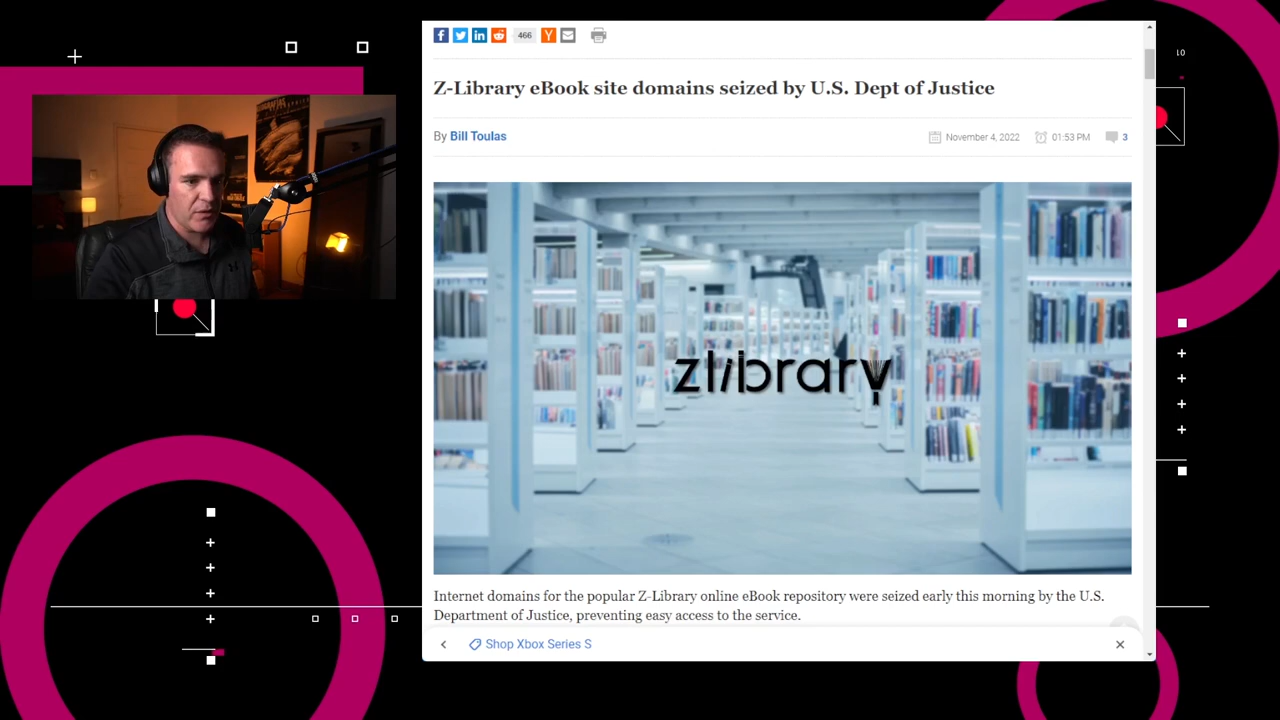 466
Z-Library eBook site domains seized by U.S. Dept of Justice
By Bill Toulas
November 4, 2022 01:53 PM 3
zlibrary
Internet domains for the popular Z-Library online eBook repository were seized early this morning by the U.S.
Department of Justice, preventing easy access to the service.
Shop Xbox Series S